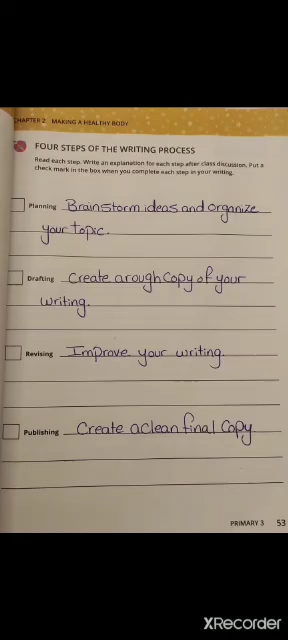 CHAPTER 2 MAKING A HEALTHY BODY
FOUR STEPS OF THE WRITING PROCESS
Read each step. Write an explanation for each step after class discussion. Put a
check mark in the box when you complete each step in your writing.
Planning Brainstorm ideas and organize
your topic.
Drafting Create a rough copy of your
writing.
Revising Improve your writing.
Publishing Create a clean final copy
PRIMARY 3 53
XRecorder